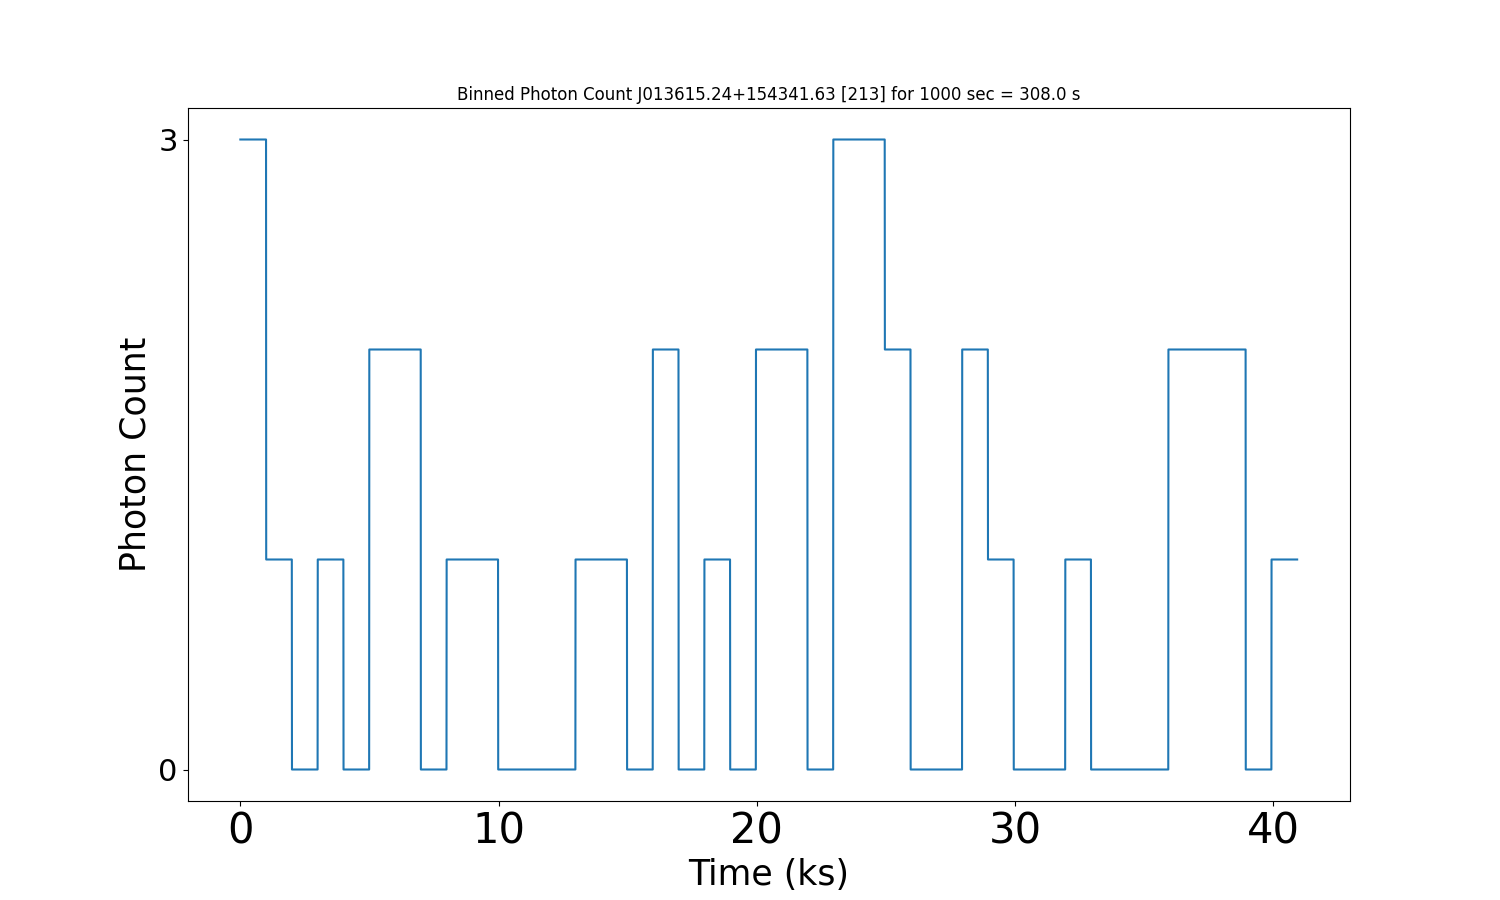 Binned Photon Count J013615.24+154341.63 [213] for 1000 sec = 308.0 s
3
Photon Count
0
0 10 20 30 40
Time (ks)